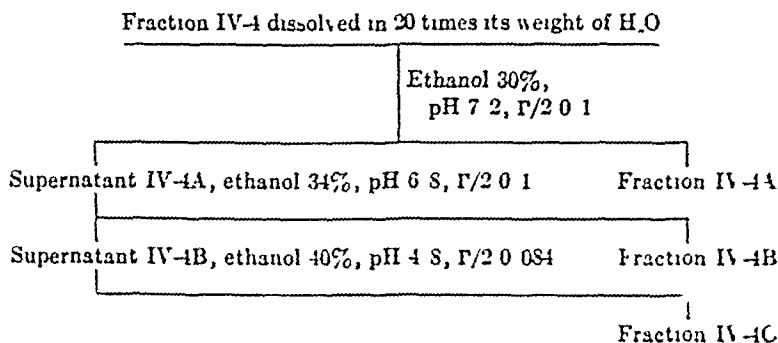 Fraction IV-4 dissolved in 20 times its weight of H2O
Ethanol 30%,
pH 7 2, Γ/2 0 1
Supernatant IV-4A, ethanol 34%, pH 6 8, Γ/2 0 1 Fraction IV-4A
Supernatant IV-4B, ethanol 40%, pH 4 8, Γ/2 0 084 Fraction IV-4B
Fraction IV-4C